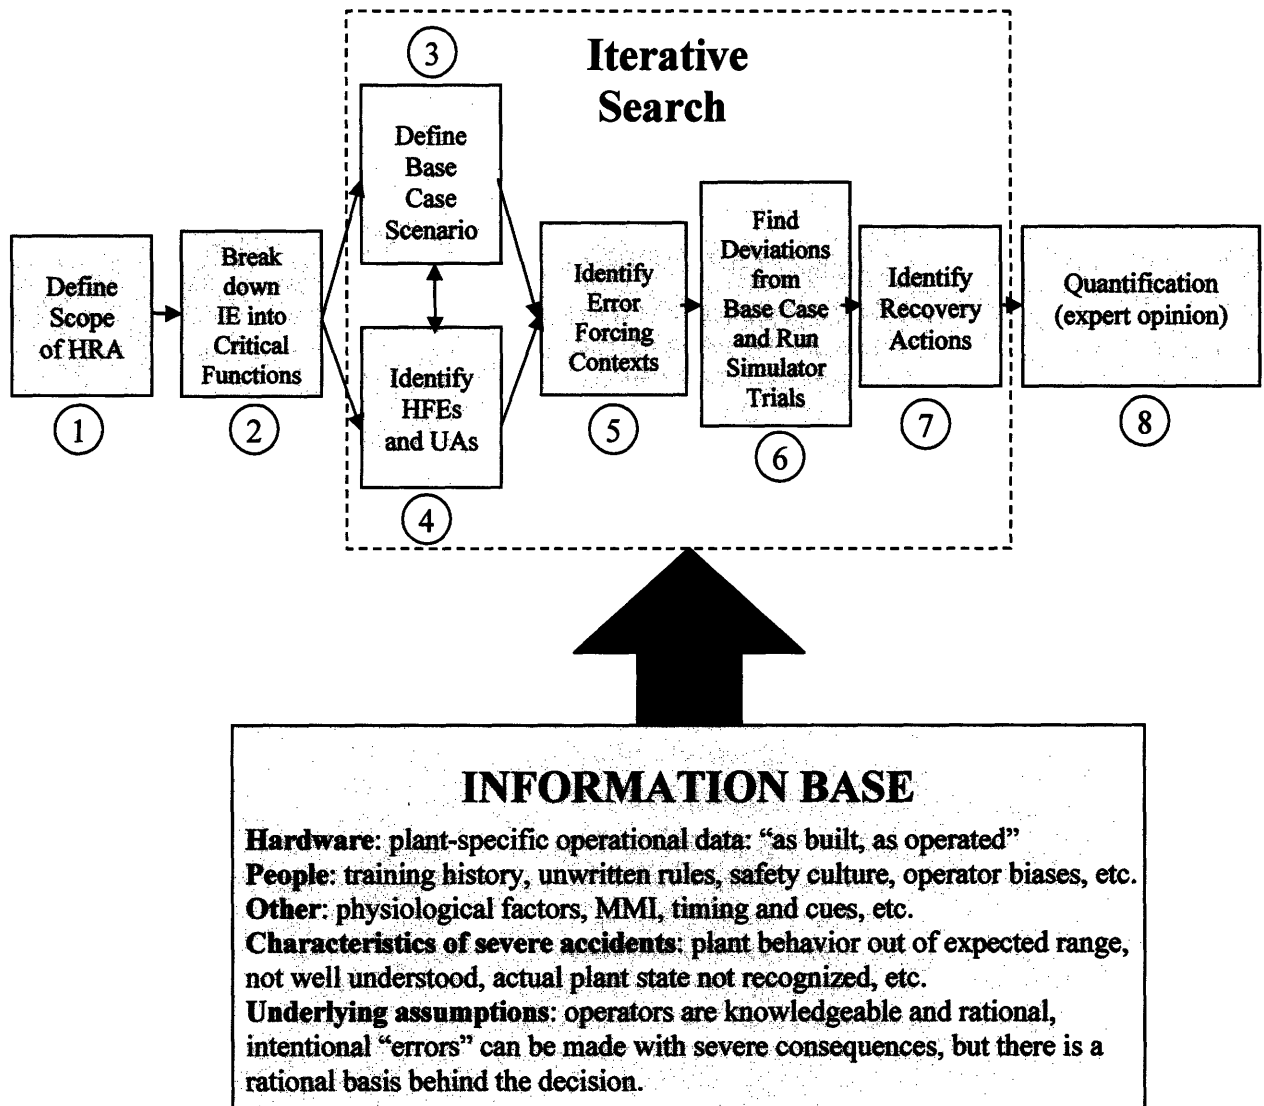 Iterative
Search
3
Define
Base
Case
Scenario
Define
Scope
of HRA
1
Break
down
IE into
Critical
Functions
2
Identify
HFEs
and UAs
4
Identify
Error
Forcing
Contexts
5
Find
Deviations
from
Base Case
and Run
Simulator
Trials
6
Identify
Recovery
Actions
7
Quantification
(expert opinion)
8
INFORMATION BASE
Hardware: plant-specific operational data: “as built, as operated”
People: training history, unwritten rules, safety culture, operator biases, etc.
Other: physiological factors, MMI, timing and cues, etc.
Characteristics of severe accidents: plant behavior out of expected range,
not well understood, actual plant state not recognized, etc.
Underlying assumptions: operators are knowledgeable and rational,
intentional “errors” can be made with severe consequences, but there is a
rational basis behind the decision.